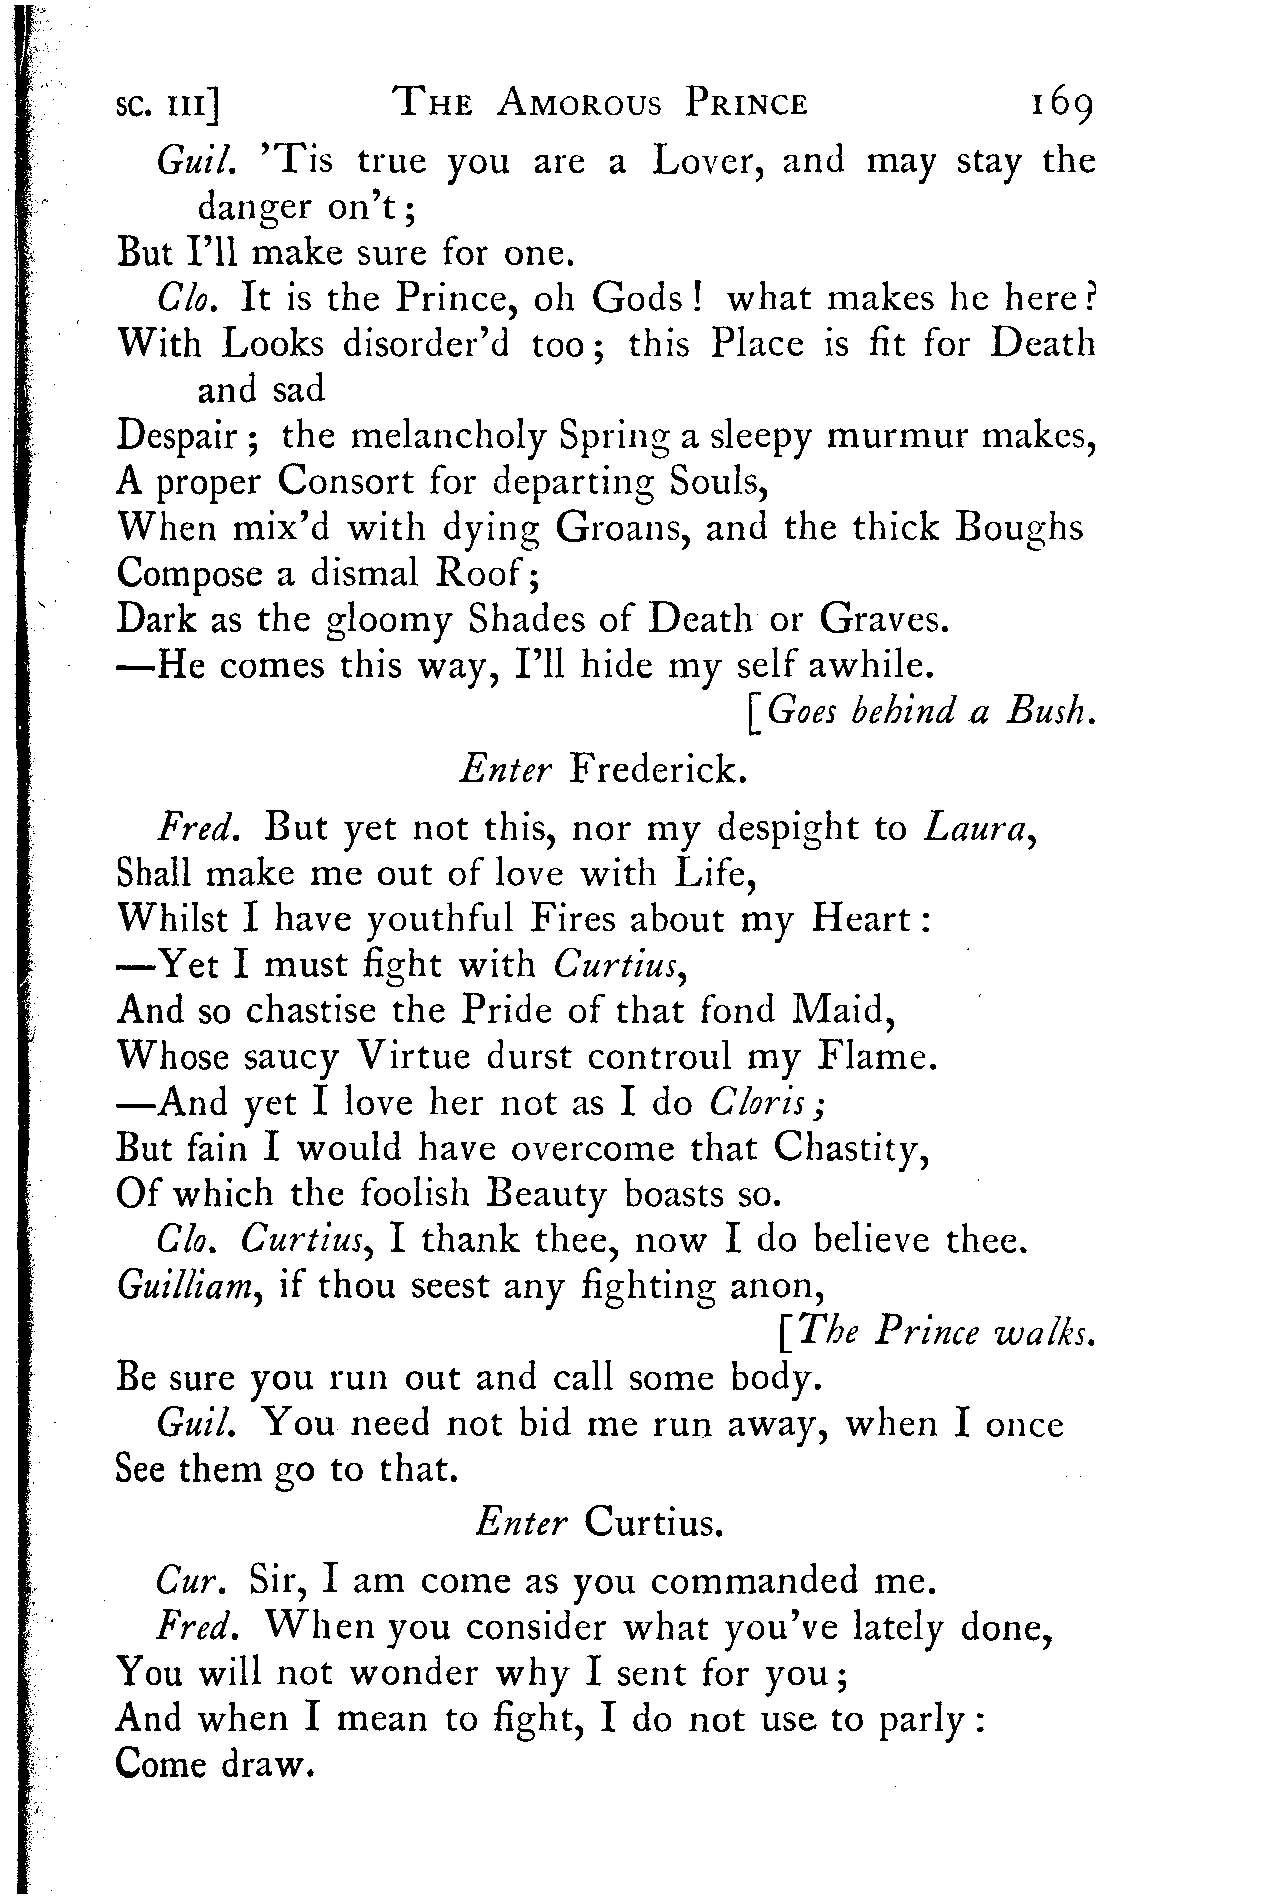 SC. III] THE AMOROUS PRINCE 169
Guil. 'Tis true you are a Lover, and may stay the
danger on't ;
But I'll make sure for one.
Clo. It is the Prince, oh Gods ! what makes he here ?
With Looks disorder'd too ; this Place is fit for Death
and sad
Despair ; the melancholy Spring a sleepy murmur makes,
A proper Consort for departing Souls,
When mix'd with dying Groans, and the thick Boughs
Compose a dismal Roof ;
Dark as the gloomy Shades of Death or Graves.
—He comes this way, I'll hide my self awhile.
[Goes behind a Bush.
Enter Frederick.
Fred. But yet not this, nor my despight to Laura,
Shall make me out of love with Life,
Whilst I have youthful Fires about my Heart :
—Yet I must fight with Curtius,
And so chastise the Pride of that fond Maid,
Whose saucy Virtue durst controul my Flame.
—And yet I love her not as I do Cloris ;
But fain I would have overcome that Chastity,
Of which the foolish Beauty boasts so.
Clo. Curtius, I thank thee, now I do believe thee.
Guilliam, if thou seest any fighting anon,
[The Prince walks.
Be sure you run out and call some body.
Guil. You need not bid me run away, when I once
See them go to that.
Enter Curtius.
Cur. Sir, I am come as you commanded me.
Fred. When you consider what you've lately done,
You will not wonder why I sent for you ;
And when I mean to fight, I do not use to parly :
Come draw.